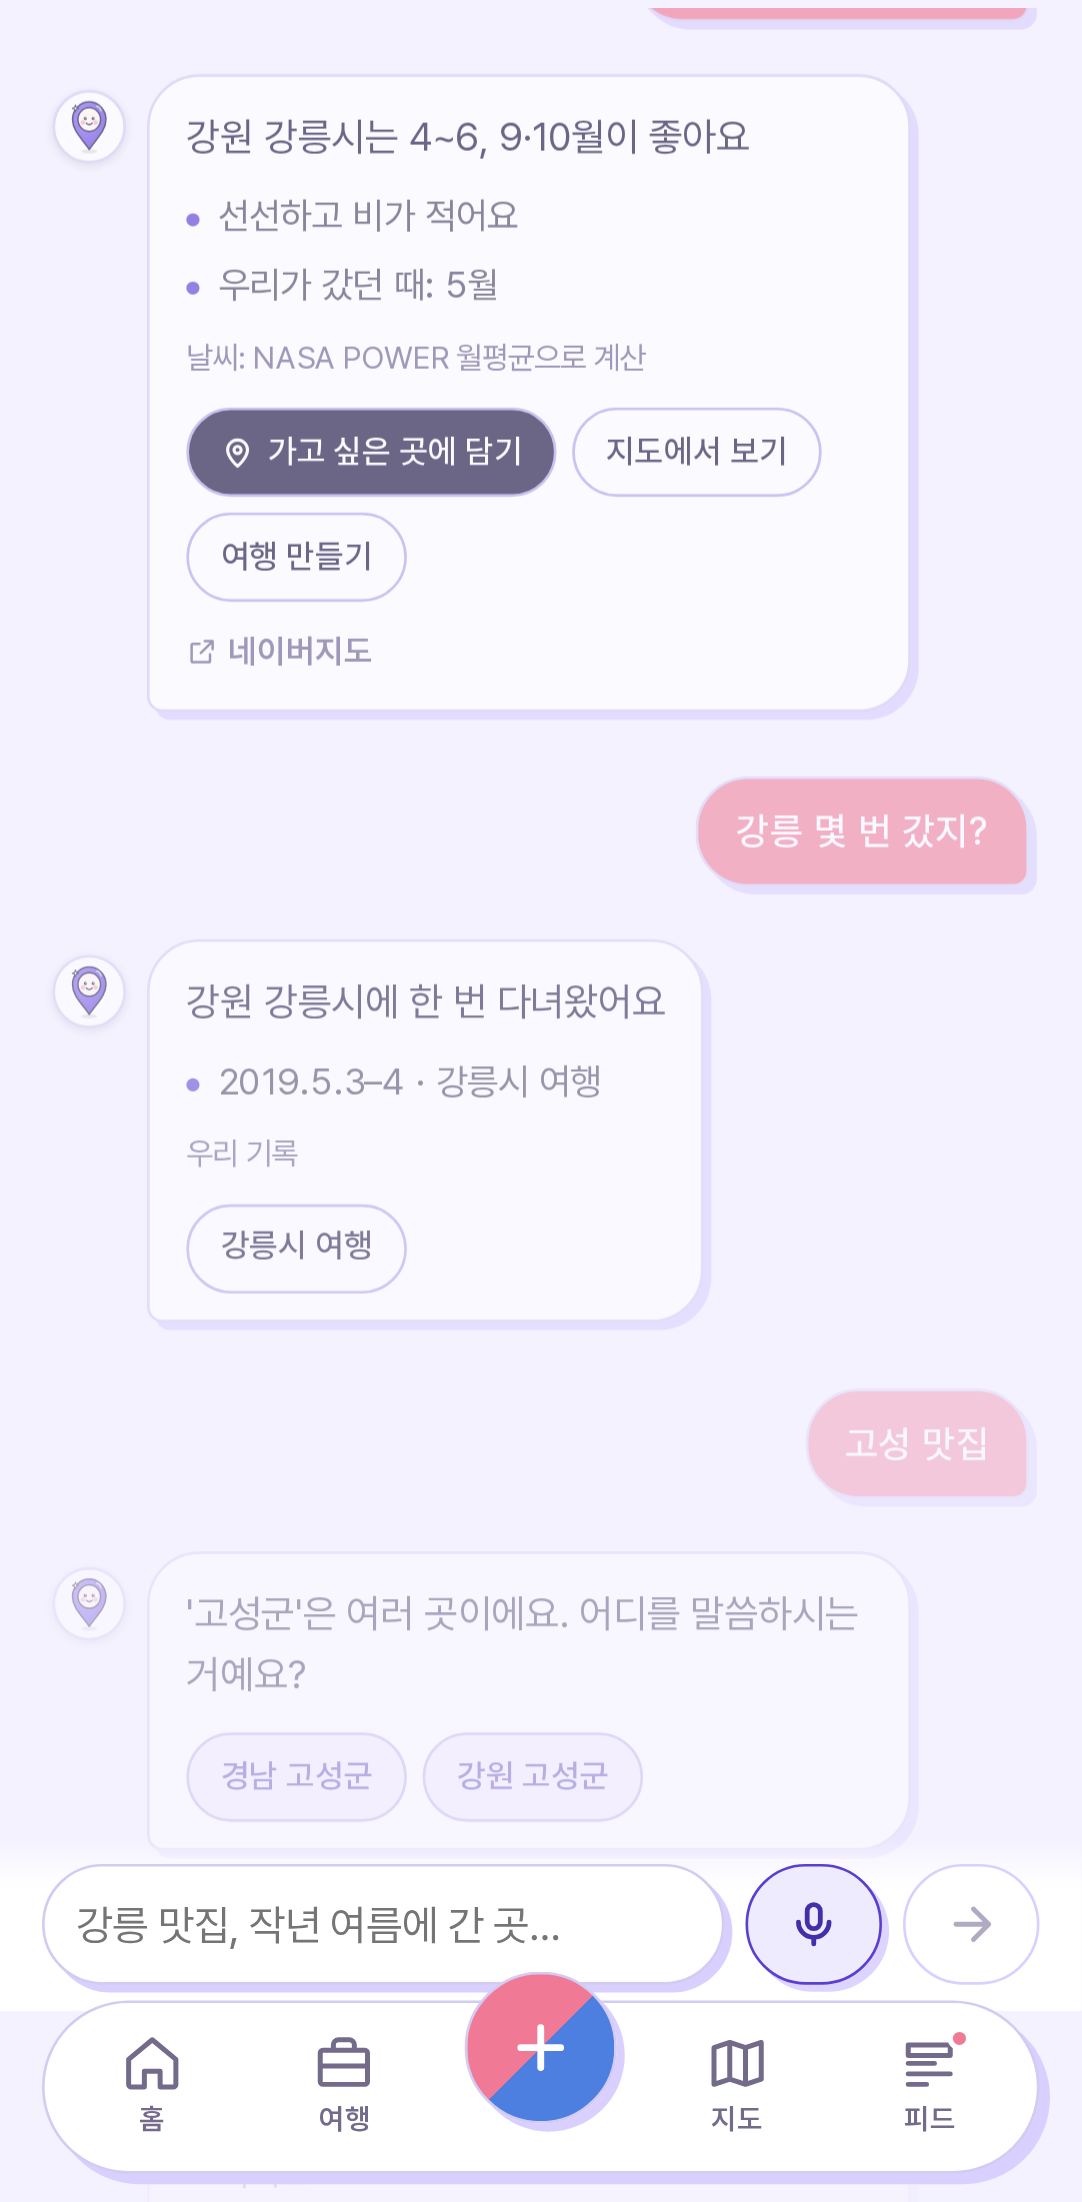 강원 강릉시는 4~6, 9·10월이 좋아요
선선하고 비가 적어요
우리가 갔던 때: 5월
날씨: NASA POWER 월평균으로 계산
가고 싶은 곳에 담기
지도에서 보기
여행 만들기
네이버지도
강릉 몇 번 갔지?
강원 강릉시에 한 번 다녀왔어요
2019.5.3–4 · 강릉시 여행
우리 기록
강릉시 여행
고성 맛집
'고성군'은 여러 곳이에요. 어디를 말씀하시는
거예요?
경남 고성군
강원 고성군
강릉 맛집, 작년 여름에 간 곳...
홈
여행
지도
피드